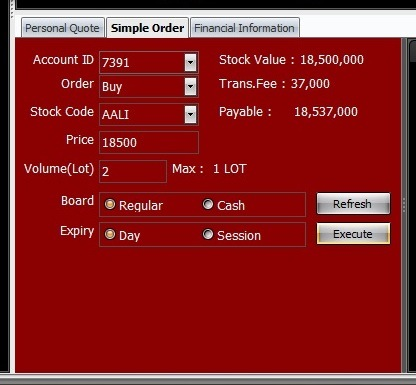 Personal Quote Simple Order Financial Information
Account ID 7391 Stock Value : 18,500,000
Order Buy Trans.Fee : 37,000
Stock Code AALI Payable : 18,537,000
Price 18500
Volume(Lot) 2 Max : 1 LOT
Board Regular Cash Refresh
Expiry Day Session Execute